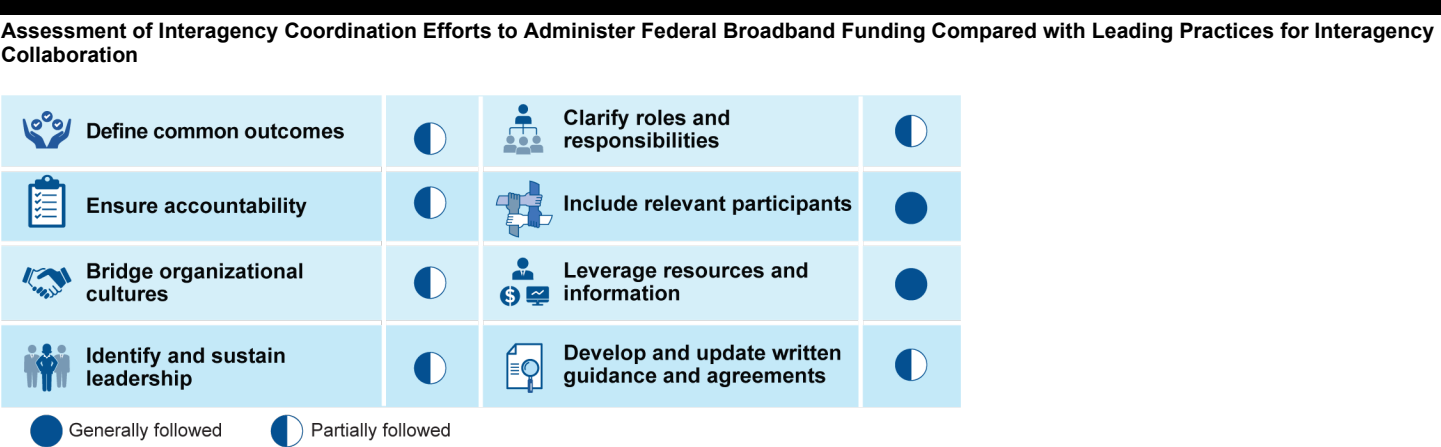 Assessment of Interagency Coordination Efforts to Administer Federal Broadband Funding Compared with Leading Practices for Interagency
Collaboration
Define common outcomes
Clarify roles and
responsibilities
Ensure accountability
Include relevant participants
Bridge organizational
cultures
Leverage resources and
information
Identify and sustain
leadership
Develop and update written
guidance and agreements
Generally followed
Partially followed